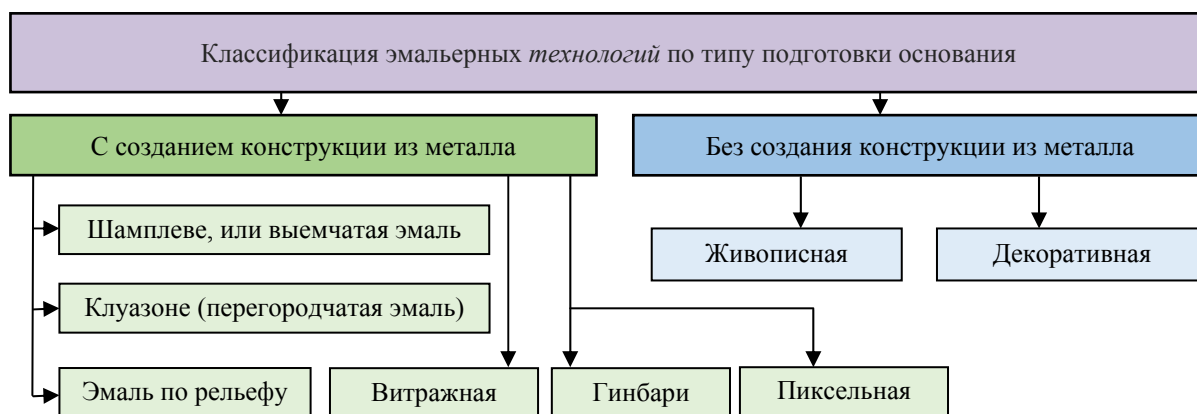 Классификация эмальерных технологий по типу подготовки основания
С созданием конструкции из металла
Без создания конструкции из металла
Шамплеве, или выемчатая эмаль
Живописная
Декоративная
Клуазоне (перегородчатая эмаль)
Эмаль по рельефу
Витражная
Гинбари
Пиксельная